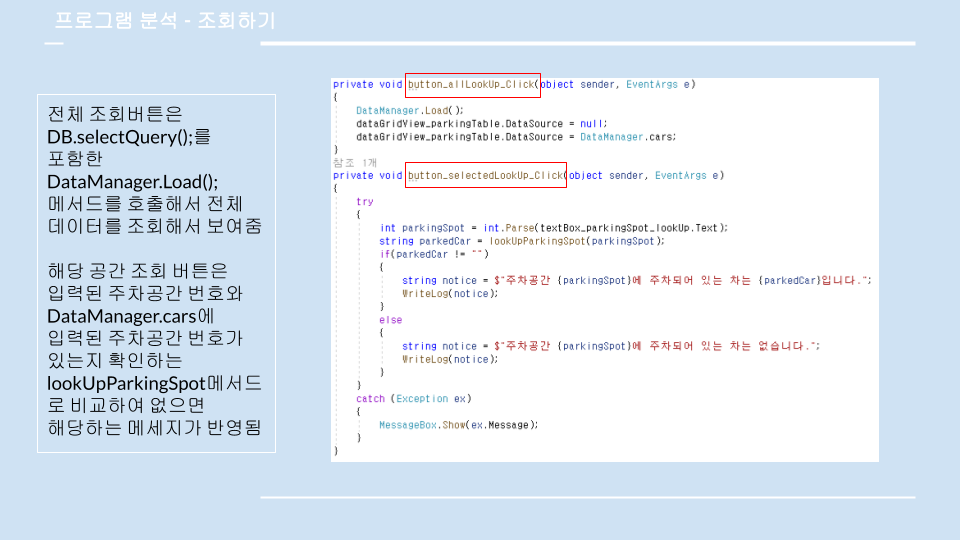 프로그램 분석 - 조회하기
전체 조회버튼은
DB.selectQuery();를
포함한
DataManager.Load();
메서드를 호출해서 전체
데이터를 조회해서 보여줌
해당 공간 조회 버튼은
입력된 주차공간 번호와
DataManager.cars에
입력된 주차공간 번호가
있는지 확인하는
lookUpParkingSpot메서드
로 비교하여 없으면
해당하는 메세지가 반영됨
private void button_allLookUp_Click(object sender, EventArgs e)
{
DataManager.Load();
dataGridView_parkingTable.DataSource = null;
dataGridView_parkingTable.DataSource = DataManager.cars;
}
참조 1개
private void button_selectedLookUp_Click(object sender, EventArgs e)
{
try
{
int parkingSpot = int.Parse(textBox_parkingSpot_lookUp.Text);
string parkedCar = lookUpParkingSpot(parkingSpot);
if(parkedCar != "")
{
string notice = $"주차공간 {parkingSpot}에 주차되어 있는 차는 {parkedCar}입니다.";
WriteLog(notice);
}
else
{
string notice = $"주차공간 {parkingSpot}에 주차되어 있는 차는 없습니다.";
WriteLog(notice);
}
}
catch (Exception ex)
{
MessageBox.Show(ex.Message);
}
}